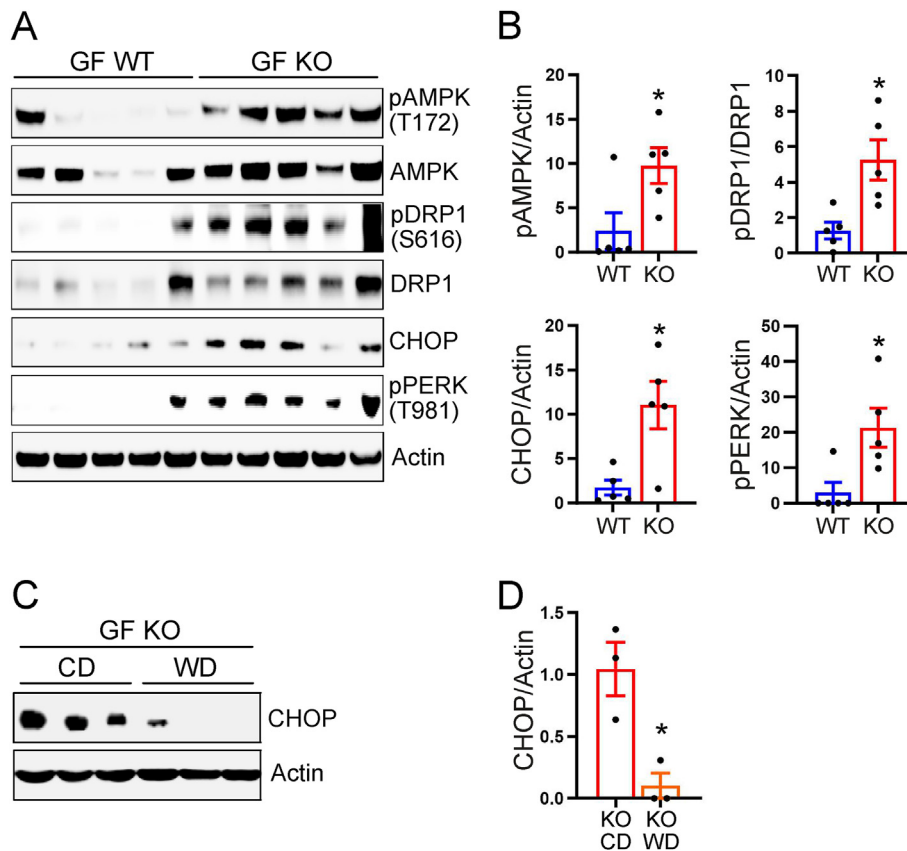 A
GF WT GF KO
pAMPK
(T172)
AMPK
pDRP1
(S616)
DRP1
CHOP
pPERK
(T981)
Actin
B
pAMPK/Actin
20
15
10
5
0
*
WT KO
pDRP1/DRP1
10
8
6
4
2
0
*
WT KO
CHOP/Actin
20
15
10
5
0
*
WT KO
pPERK/Actin
50
40
30
20
10
0
*
WT KO
C
GF KO
CD WD
CHOP
Actin
D
CHOP/Actin
1.5
1.0
0.5
0.0
*
KO KO
CD WD